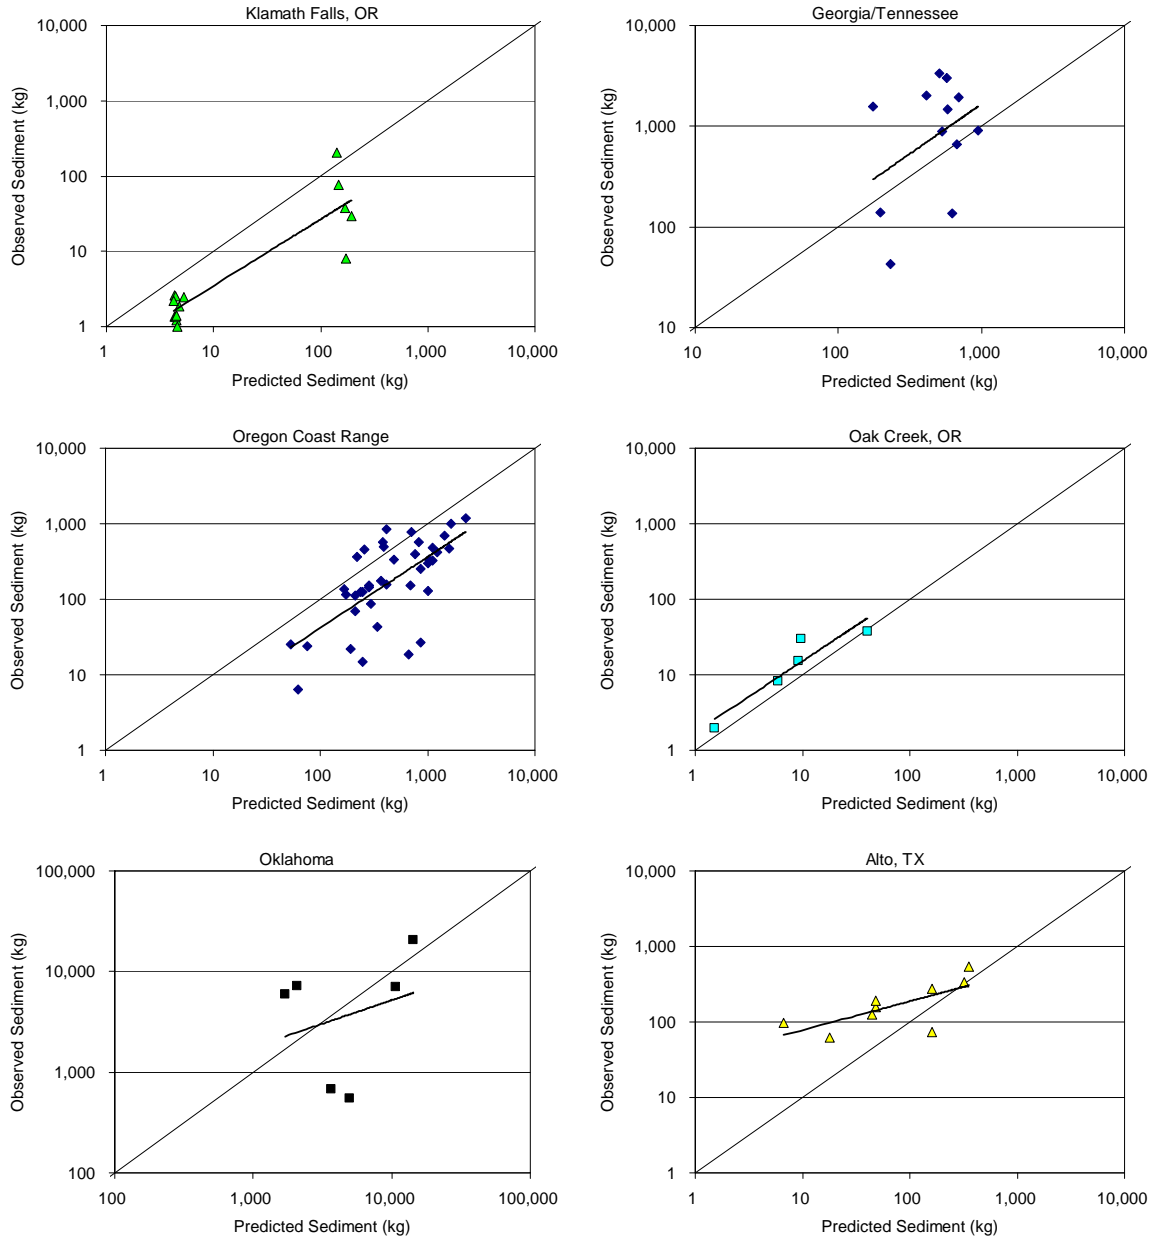 Klamath Falls, OR
10,000
1,000
100
10
1
Observed Sediment (kg)
1 10 100 1,000 10,000
Predicted Sediment (kg)
Georgia/Tennessee
10,000
1,000
100
10
Observed Sediment (kg)
10 100 1,000 10,000
Predicted Sediment (kg)
Oregon Coast Range
10,000
1,000
100
10
1
Observed Sediment (kg)
1 10 100 1,000 10,000
Predicted Sediment (kg)
Oak Creek, OR
10,000
1,000
100
10
1
Observed Sediment (kg)
1 10 100 1,000 10,000
Predicted Sediment (kg)
Oklahoma
100,000
10,000
1,000
100
Observed Sediment (kg)
100 1,000 10,000 100,000
Predicted Sediment (kg)
Alto, TX
10,000
1,000
100
10
1
Observed Sediment (kg)
1 10 100 1,000 10,000
Predicted Sediment (kg)